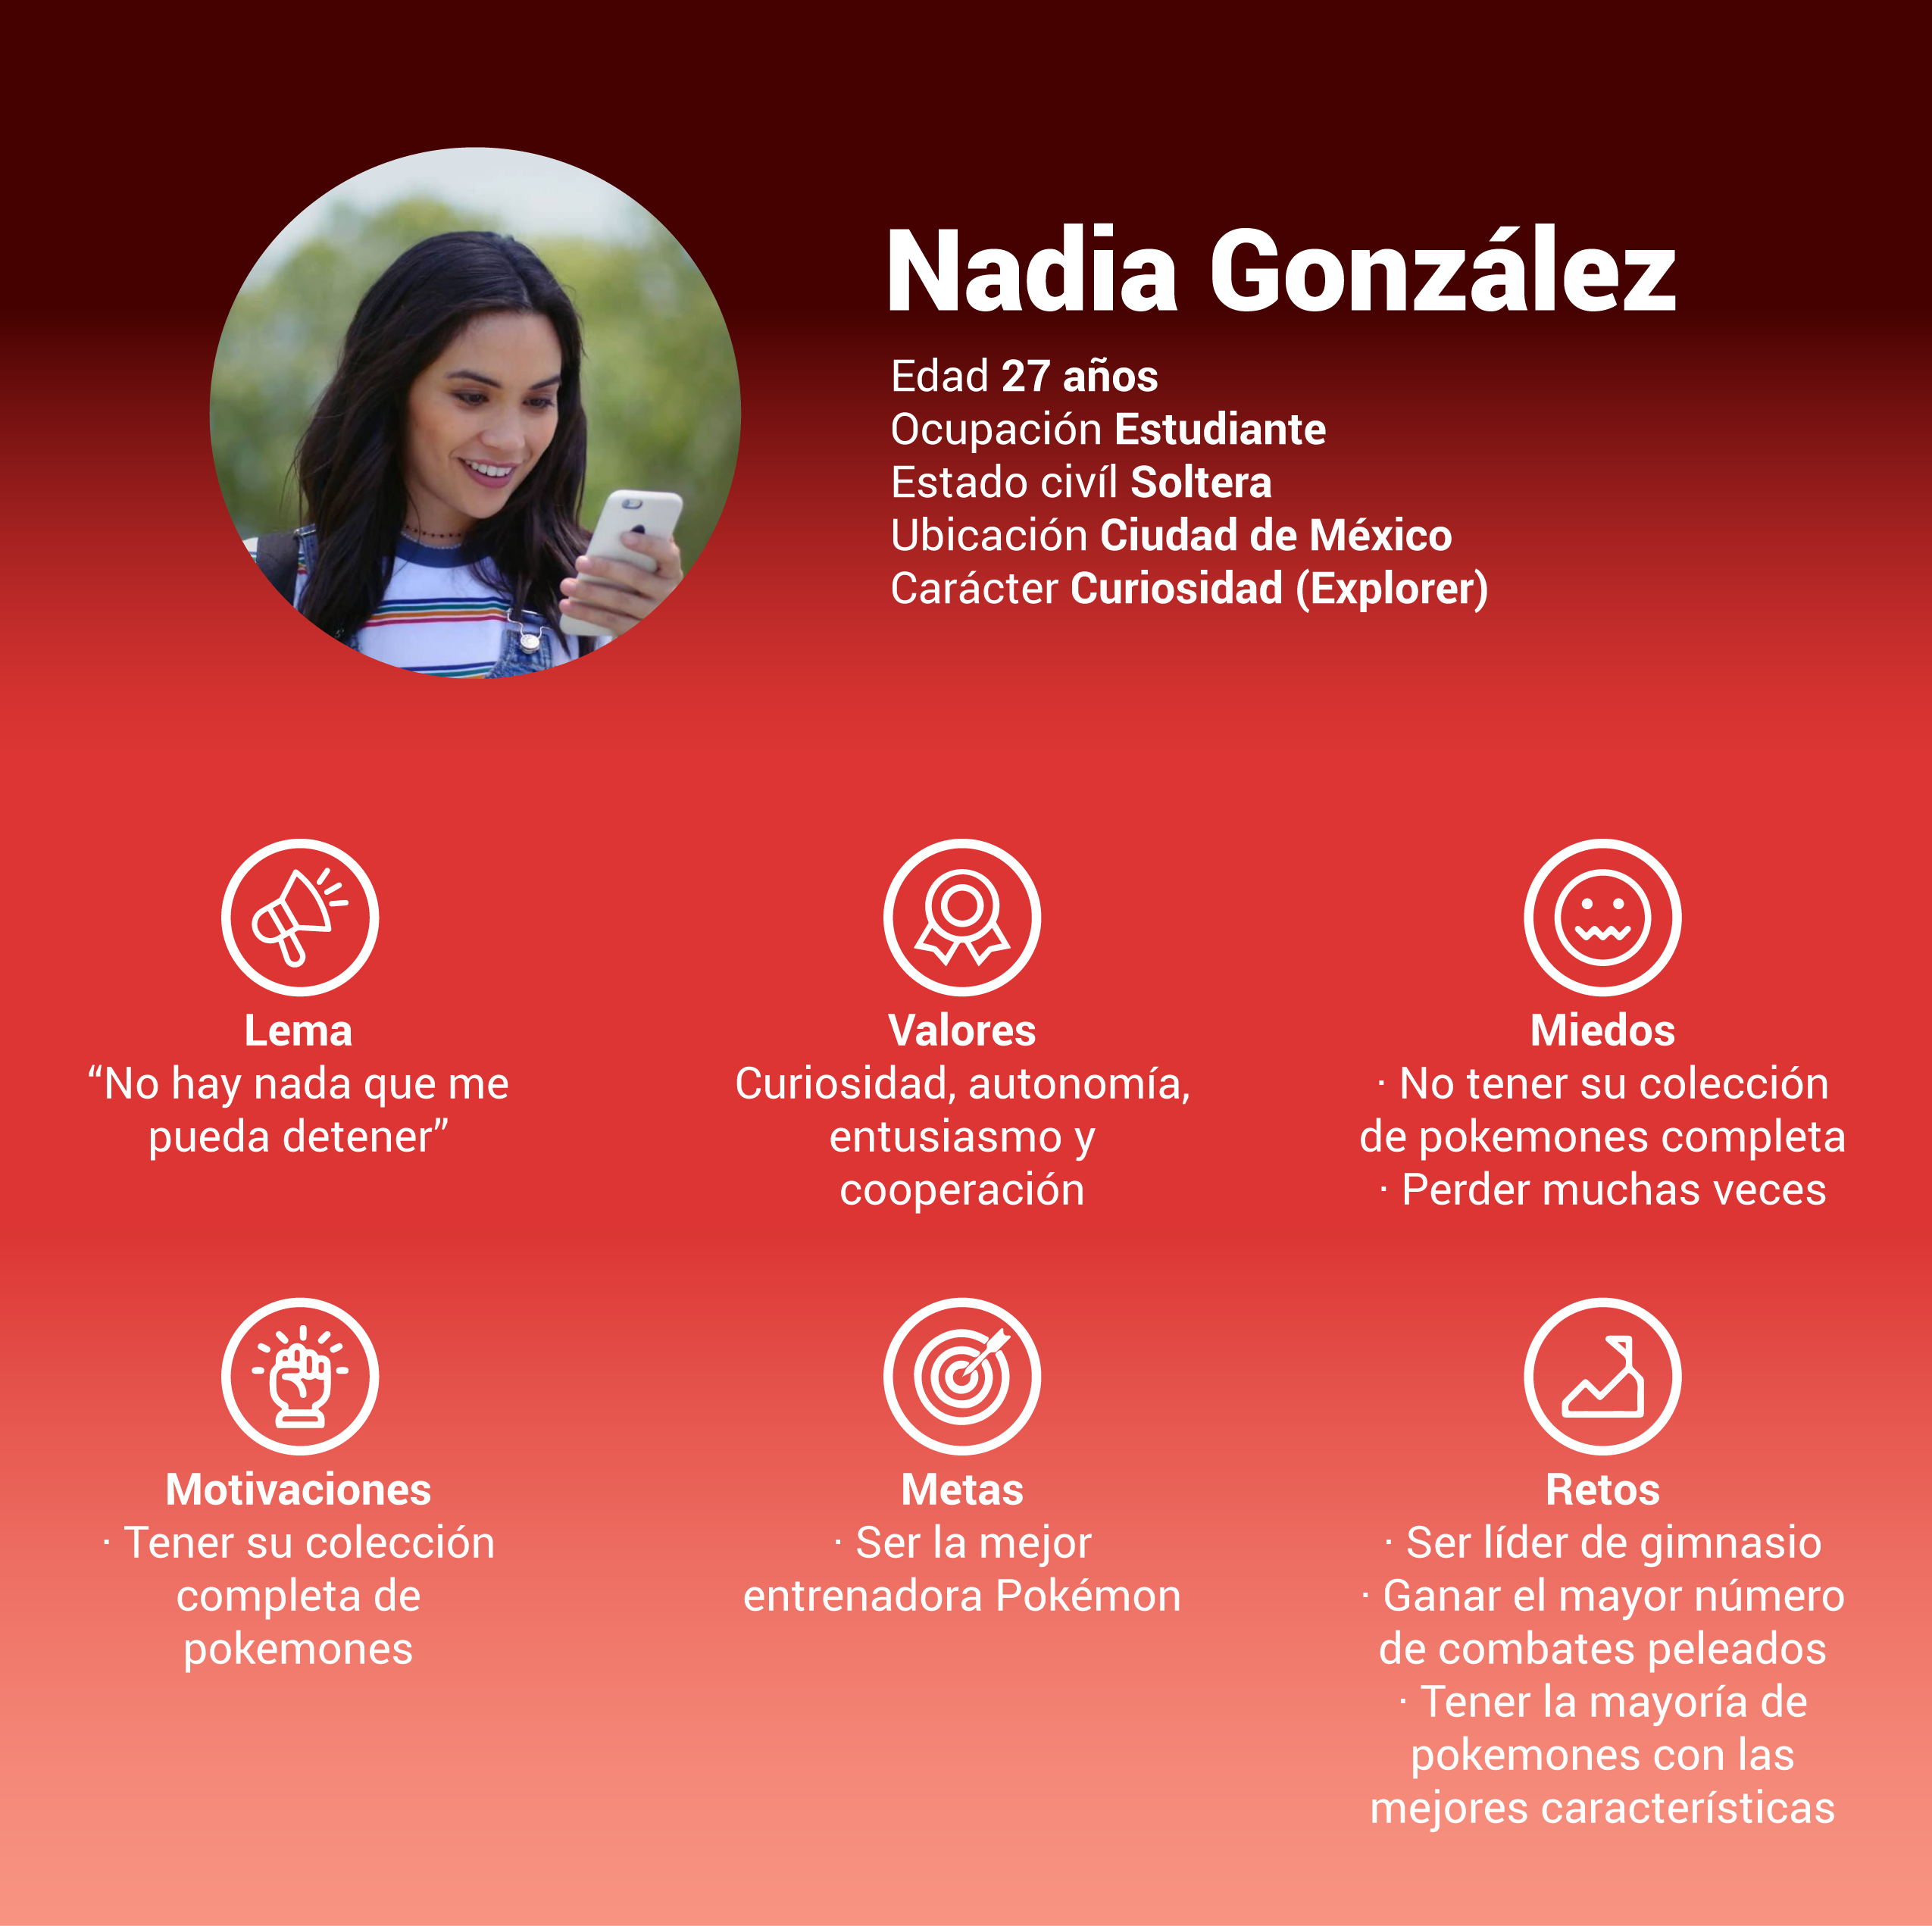 Nadia González
Edad 27 años
Ocupación Estudiante
Estado civíl Soltera
Ubicación Ciudad de México
Carácter Curiosidad (Explorer)
Lema
“No hay nada que me
pueda detener”
Valores
Curiosidad, autonomía,
entusiasmo y
cooperación
Miedos
· No tener su colección
de pokemones completa
· Perder muchas veces
Motivaciones
· Tener su colección
completa de
pokemones
Metas
· Ser la mejor
entrenadora Pokémon
Retos
· Ser líder de gimnasio
· Ganar el mayor número
de combates peleados
· Tener la mayoría de
pokemones con las
mejores características